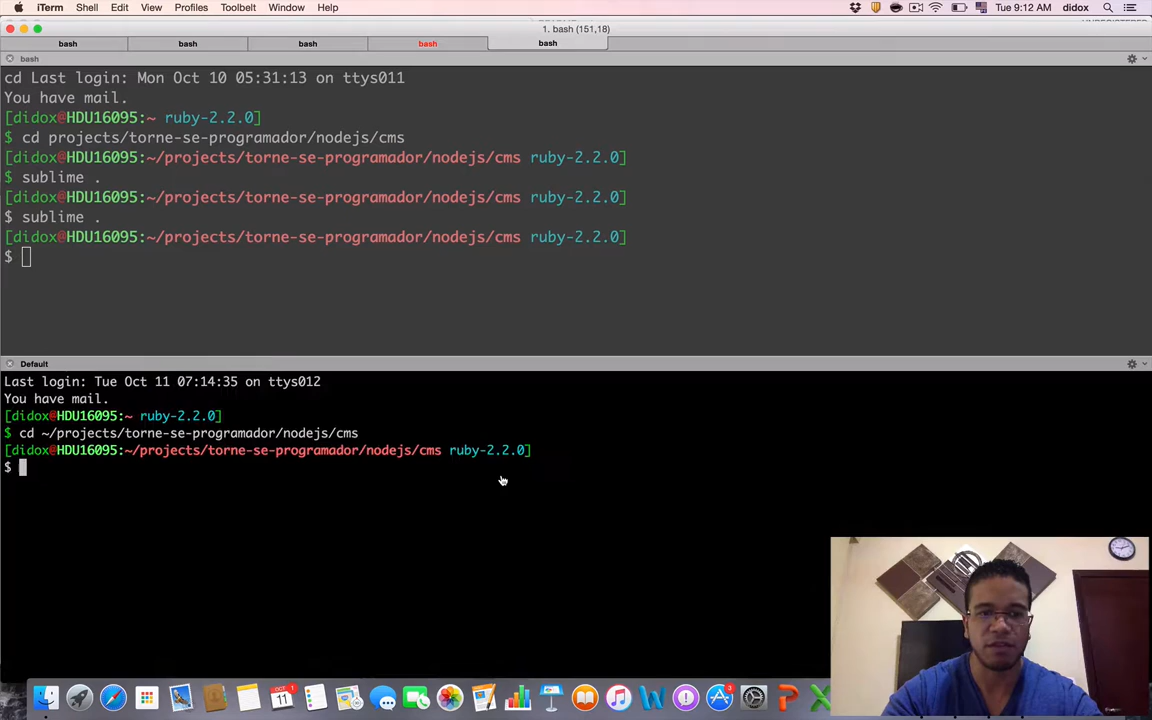 iTerm Shell Edit View Profiles Toolbelt Window Help Tue 9:12 AM didox
1. bash (151,18)
bash bash bash bash bash
bash
cd Last login: Mon Oct 10 05:31:13 on ttys011
You have mail.
[didox@HDU16095:~ ruby-2.2.0]
$ cd projects/torne-se-programador/nodejs/cms
[didox@HDU16095:~/projects/torne-se-programador/nodejs/cms ruby-2.2.0]
$ sublime .
[didox@HDU16095:~/projects/torne-se-programador/nodejs/cms ruby-2.2.0]
$ sublime .
[didox@HDU16095:~/projects/torne-se-programador/nodejs/cms ruby-2.2.0]
$
Default
Last login: Tue Oct 11 07:14:35 on ttys012
You have mail.
[didox@HDU16095:~ ruby-2.2.0]
$ cd ~/projects/torne-se-programador/nodejs/cms
[didox@HDU16095:~/projects/torne-se-programador/nodejs/cms ruby-2.2.0]
$